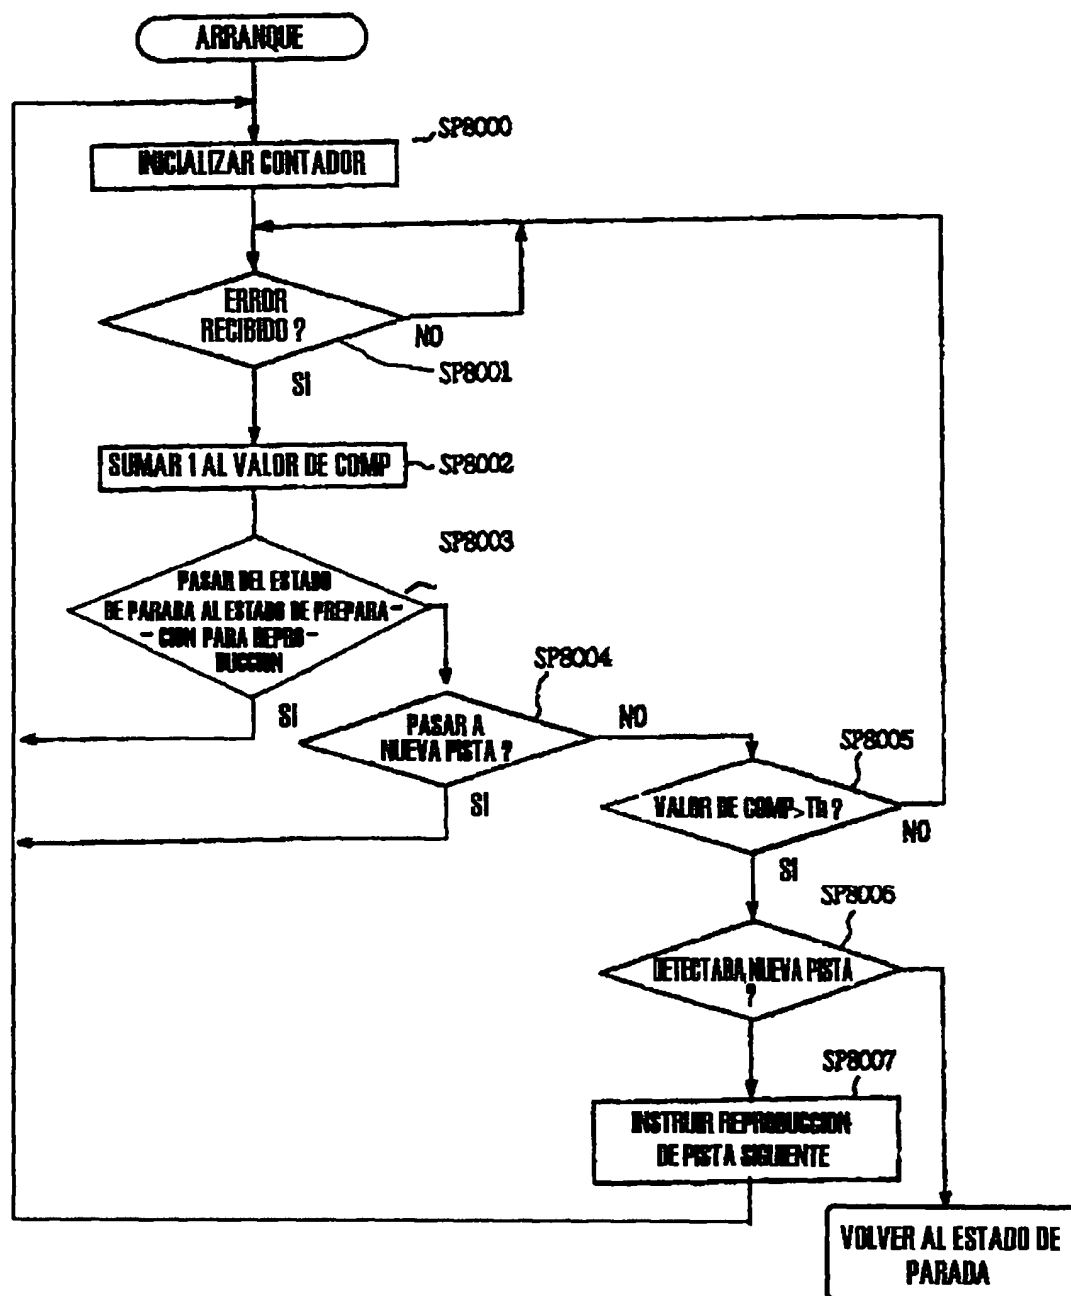 ARRANQUE
SP8000
INICIALIZAR CONTADOR
ERROR
RECIBIDO ?
NO
SP8001
SI
SUMAR 1 AL VALOR DE COMP
SP8002
SP8003
PASAR DEL ESTADO
DE PARADA AL ESTADO DE PREPARA-
-CION PARA REPRO-
DUCCION
SI
SP8004
PASAR A
NUEVA PISTA ?
NO
SI
SP8005
VALOR DE COMP>Th ?
NO
SI
SP8006
DETECTADA NUEVA PISTA
?
SP8007
INSTRUIR REPRODUCCION
DE PISTA SIGUIENTE
VOLVER AL ESTADO DE
PARADA